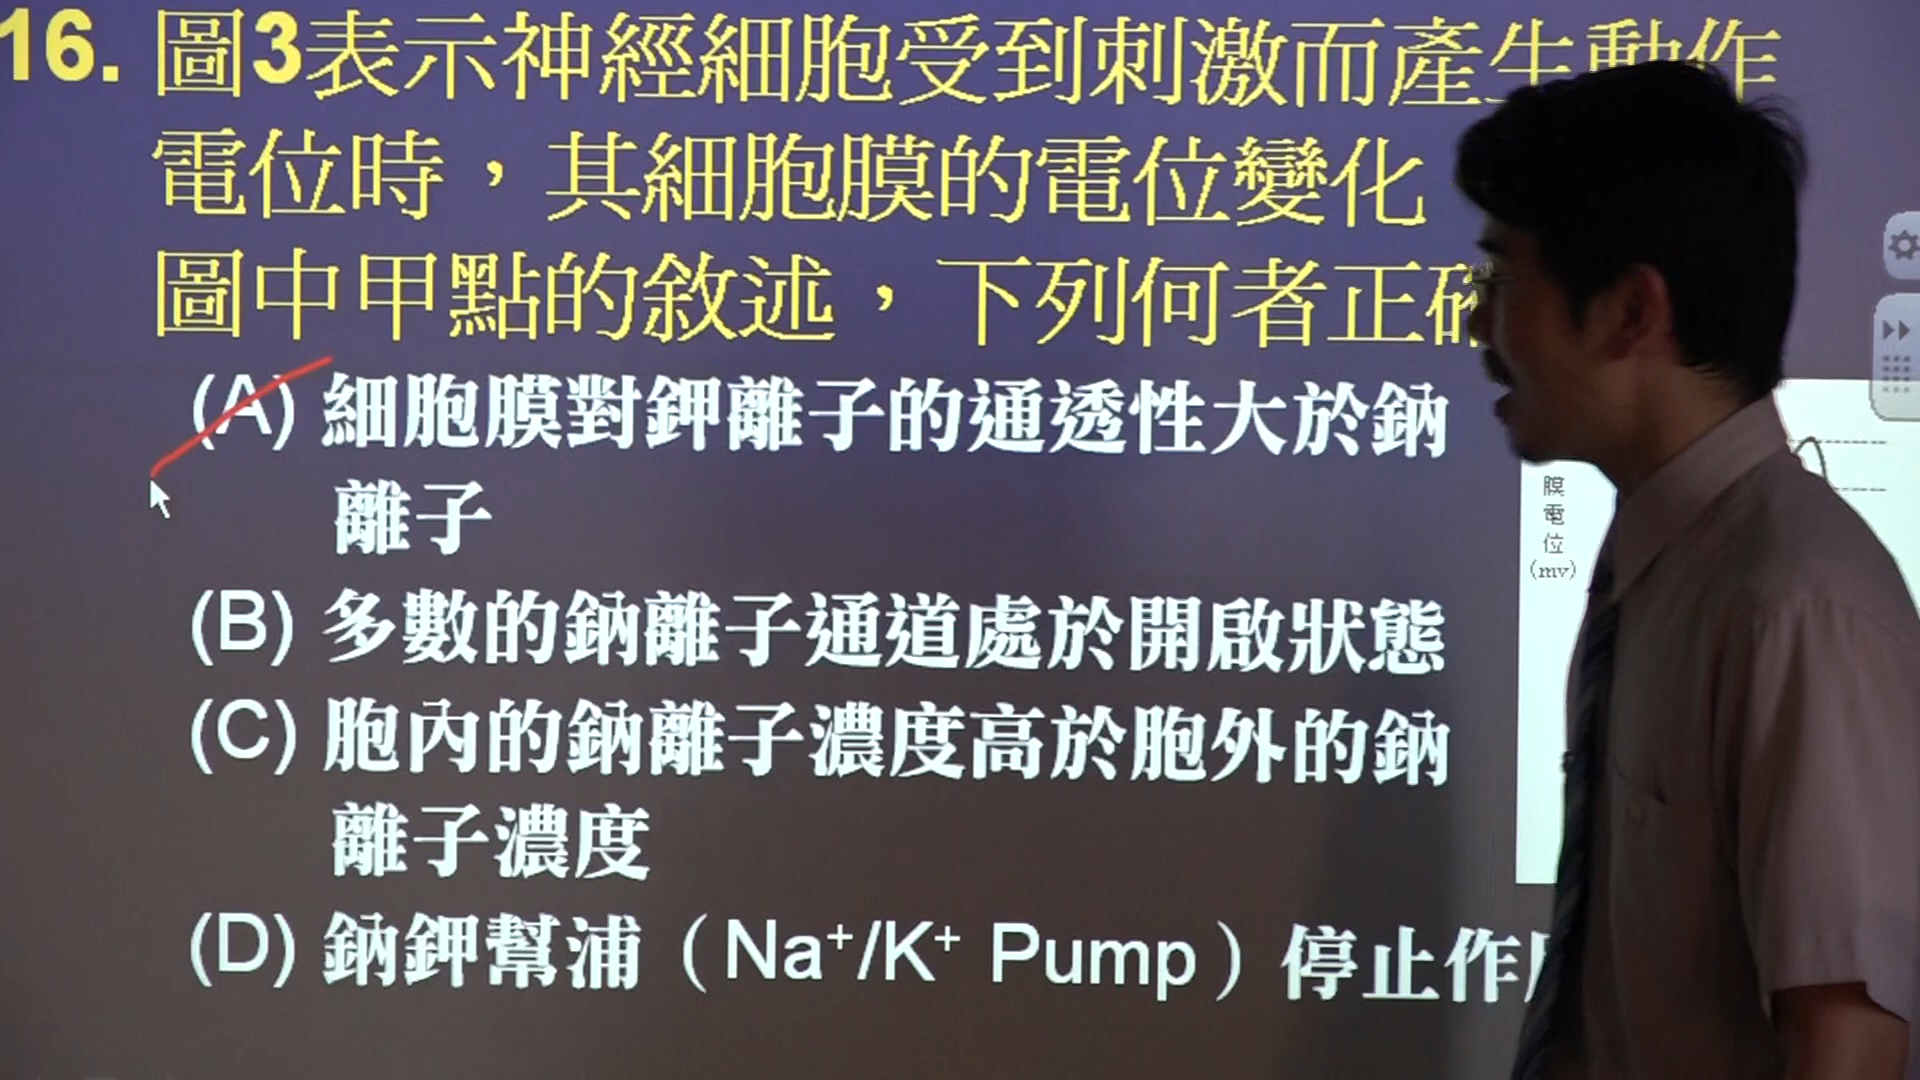 16. 圖3表示神經細胞受到刺激而產生動作
電位時，其細胞膜的電位變化
圖中甲點的敘述，下列何者正
(A) 細胞膜對鉀離子的通透性大於鈉
離子
(B) 多數的鈉離子通道處於開啟狀態
(C) 胞內的鈉離子濃度高於胞外的鈉
離子濃度
(D) 鈉鉀幫浦（Na⁺/K⁺ Pump）停止作
膜
電
位
(mv)